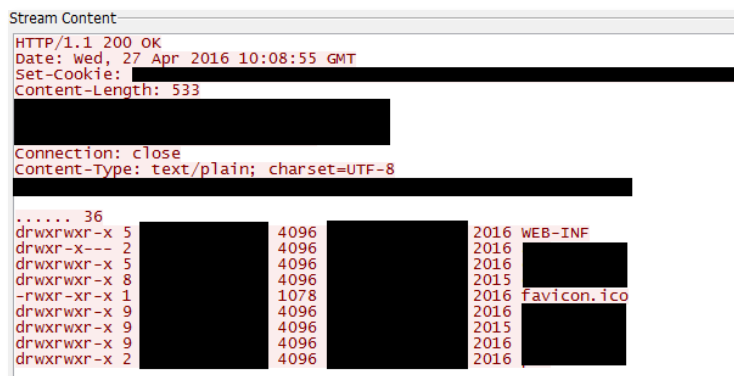 Stream Content
HTTP/1.1 200 OK
Date: Wed, 27 Apr 2016 10:08:55 GMT
Set-Cookie:
Content-Length: 533
Connection: close
Content-Type: text/plain; charset=UTF-8
...... 36
drwxrwxr-x 5 4096 2016 WEB-INF
drwxr-x--- 2 4096 2016
drwxrwxr-x 5 4096 2016
drwxrwxr-x 8 4096 2015
-rwxr-xr-x 1 1078 2016 favicon.ico
drwxrwxr-x 9 4096 2016
drwxrwxr-x 9 4096 2015
drwxrwxr-x 9 4096 2016
drwxrwxr-x 2 4096 2016